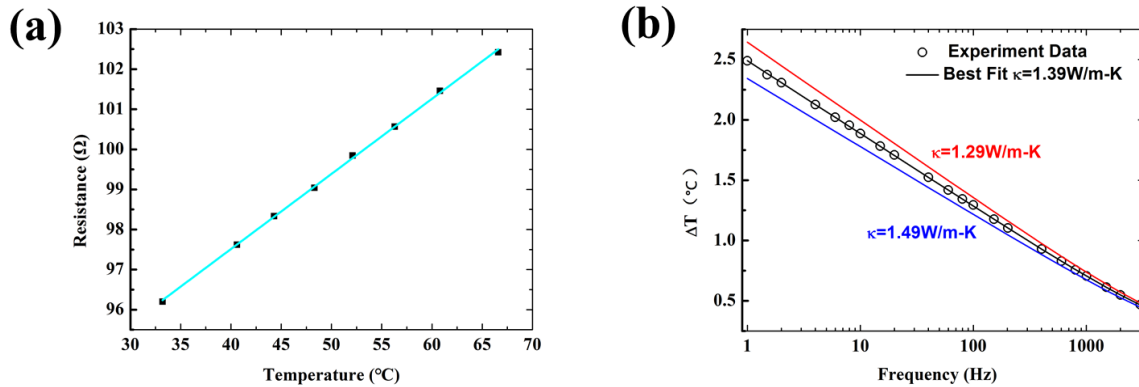 (a)
103
102
101
100
99
98
97
96
Resistance (Ω)
30 35 40 45 50 55 60 65 70
Temperature (℃)
(b)
2.5
2.0
1.5
1.0
0.5
ΔT（℃）
Experiment Data
Best Fit κ=1.39W/m-K
κ=1.29W/m-K
κ=1.49W/m-K
1 10 100 1000
Frequency (Hz)